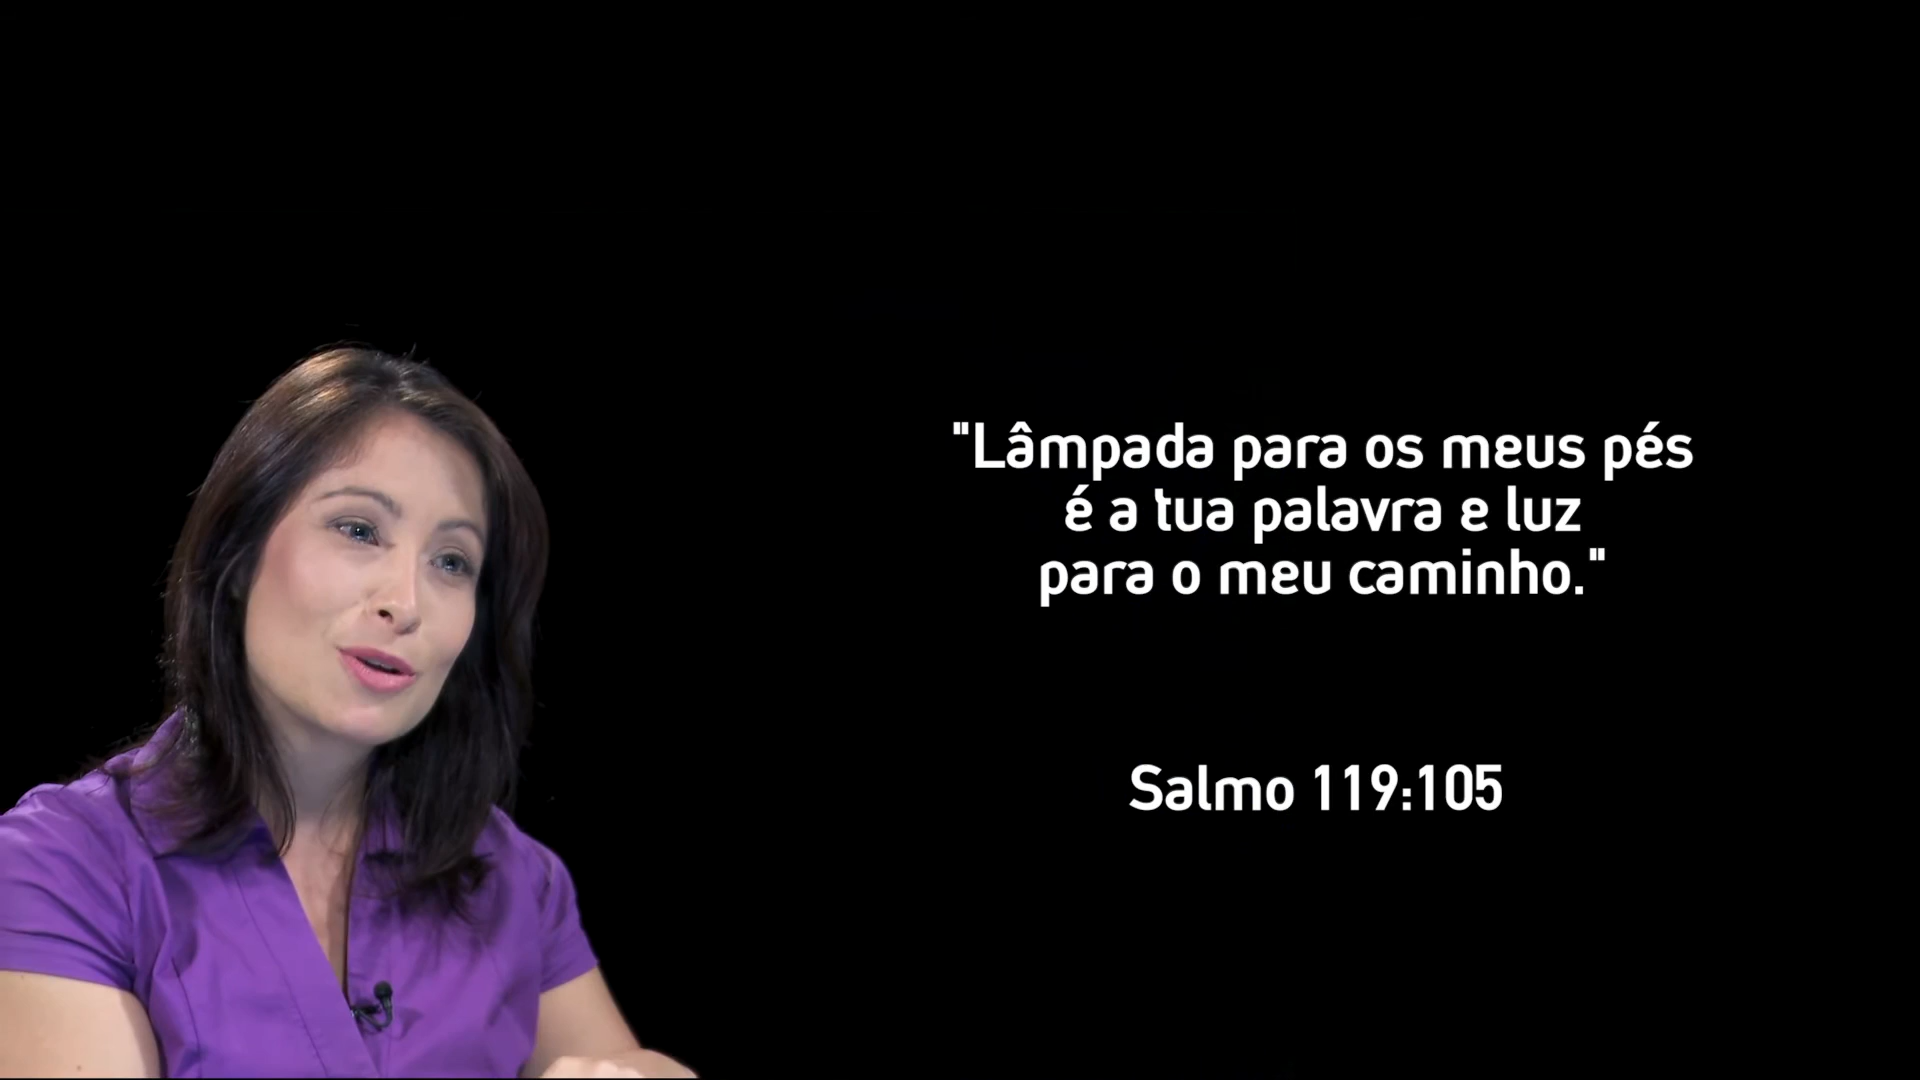 "Lâmpada para os meus pés
é a tua palavra e luz
para o meu caminho."
Salmo 119:105